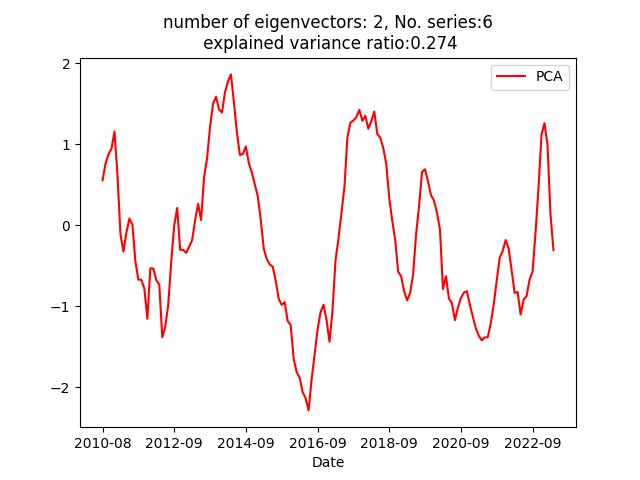 number of eigenvectors: 2, No. series:6
explained variance ratio:0.274
PCA
2
1
0
−1
−2
2010-08 2012-09 2014-09 2016-09 2018-09 2020-09 2022-09
Date